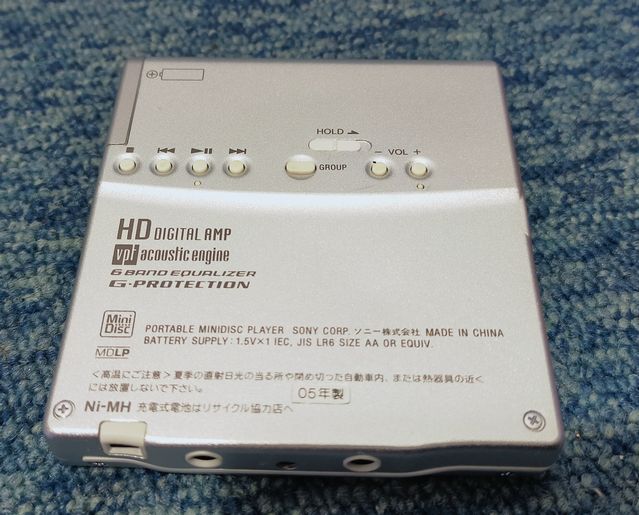 HOLD
GROUP
− VOL +
HD DIGITAL AMP
vpt acoustic engine
6 BAND EQUALIZER
G-PROTECTION
Mini Disc
MDLP
PORTABLE MINIDISC PLAYER SONY CORP. ソニー株式会社 MADE IN CHINA
BATTERY SUPPLY: 1.5V×1 IEC, JIS LR6 SIZE AA OR EQUIV.
<高温にご注意>夏季の直射日光の当る所や閉め切った自動車内、または熱器具の近く
には放置しないで下さい。
05年製
Ni-MH 充電式電池はリサイクル協力店へ